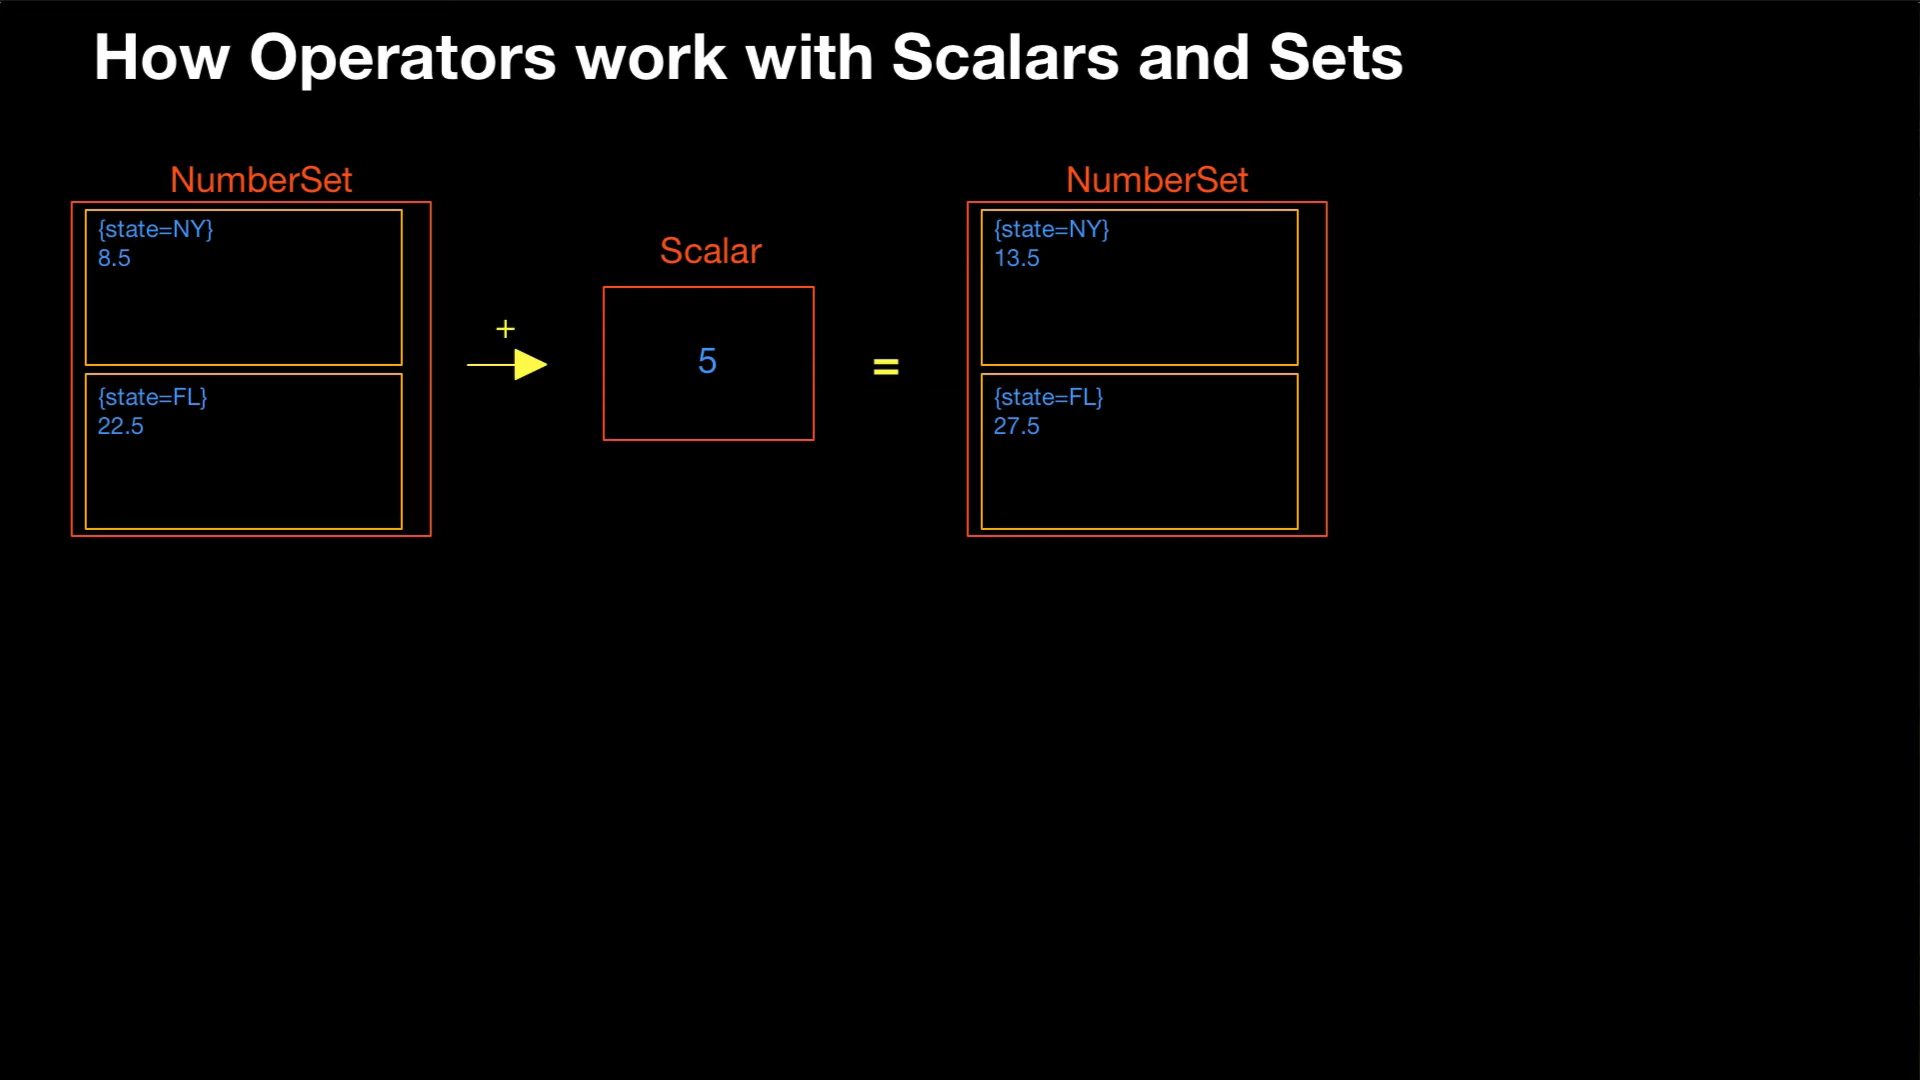 How Operators work with Scalars and Sets
NumberSet
{state=NY}
8.5
{state=FL}
22.5
+
Scalar
5
=
NumberSet
{state=NY}
13.5
{state=FL}
27.5